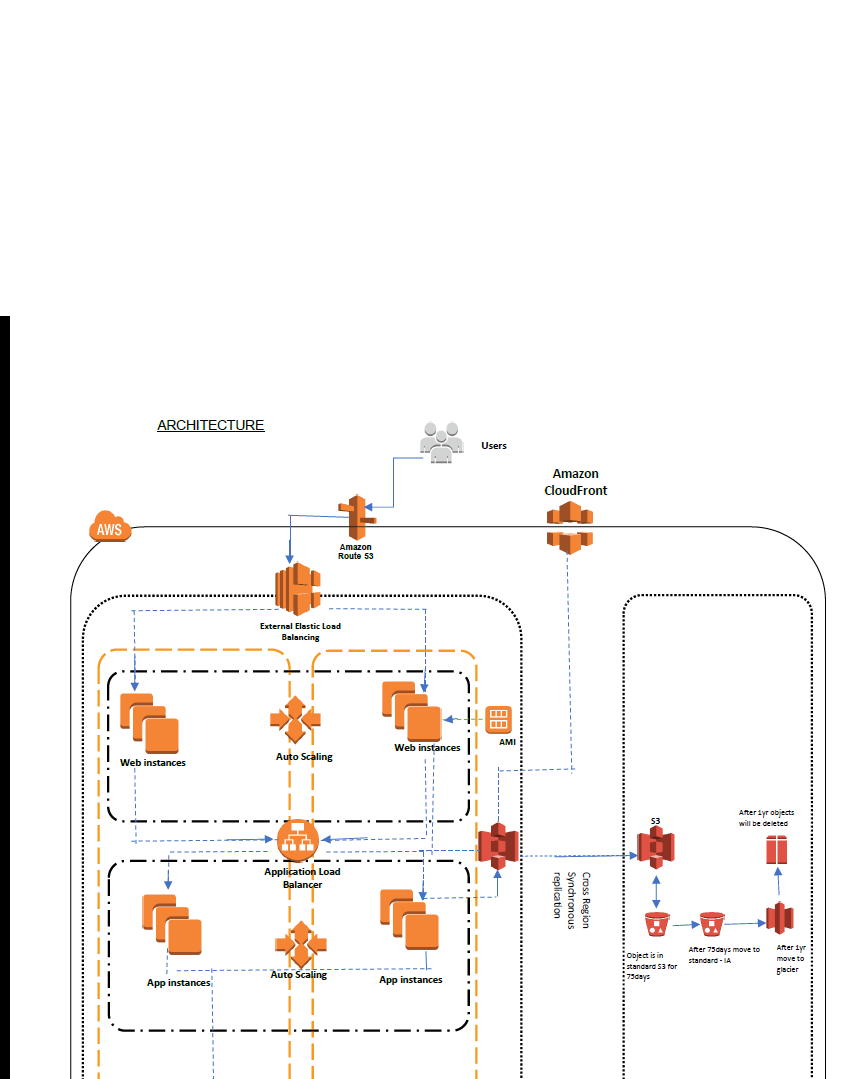 ARCHITECTURE
Users
Amazon
CloudFront
AWS
Amazon
Route S3
External Elastic Load
Balancing
Web instances
Auto Scaling
Web instances
AMI
Application Load
Balancer
App instances
Auto Scaling
App instances
Cross Region
Synchronous
replication
S3
After 1yr objects
will be deleted
Object is in
standard S3 for
75days
After 75days move to
standard - IA
After 1yr
move to
glacier